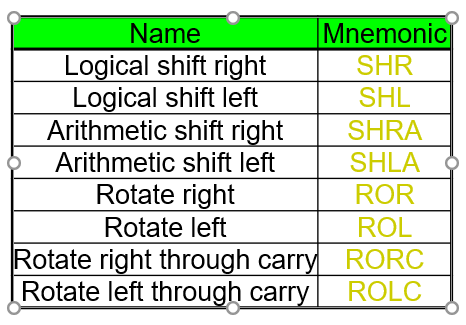 Name Mnemonic
Logical shift right SHR
Logical shift left SHL
Arithmetic shift right SHRA
Arithmetic shift left SHLA
Rotate right ROR
Rotate left ROL
Rotate right through carry RORC
Rotate left through carry ROLC